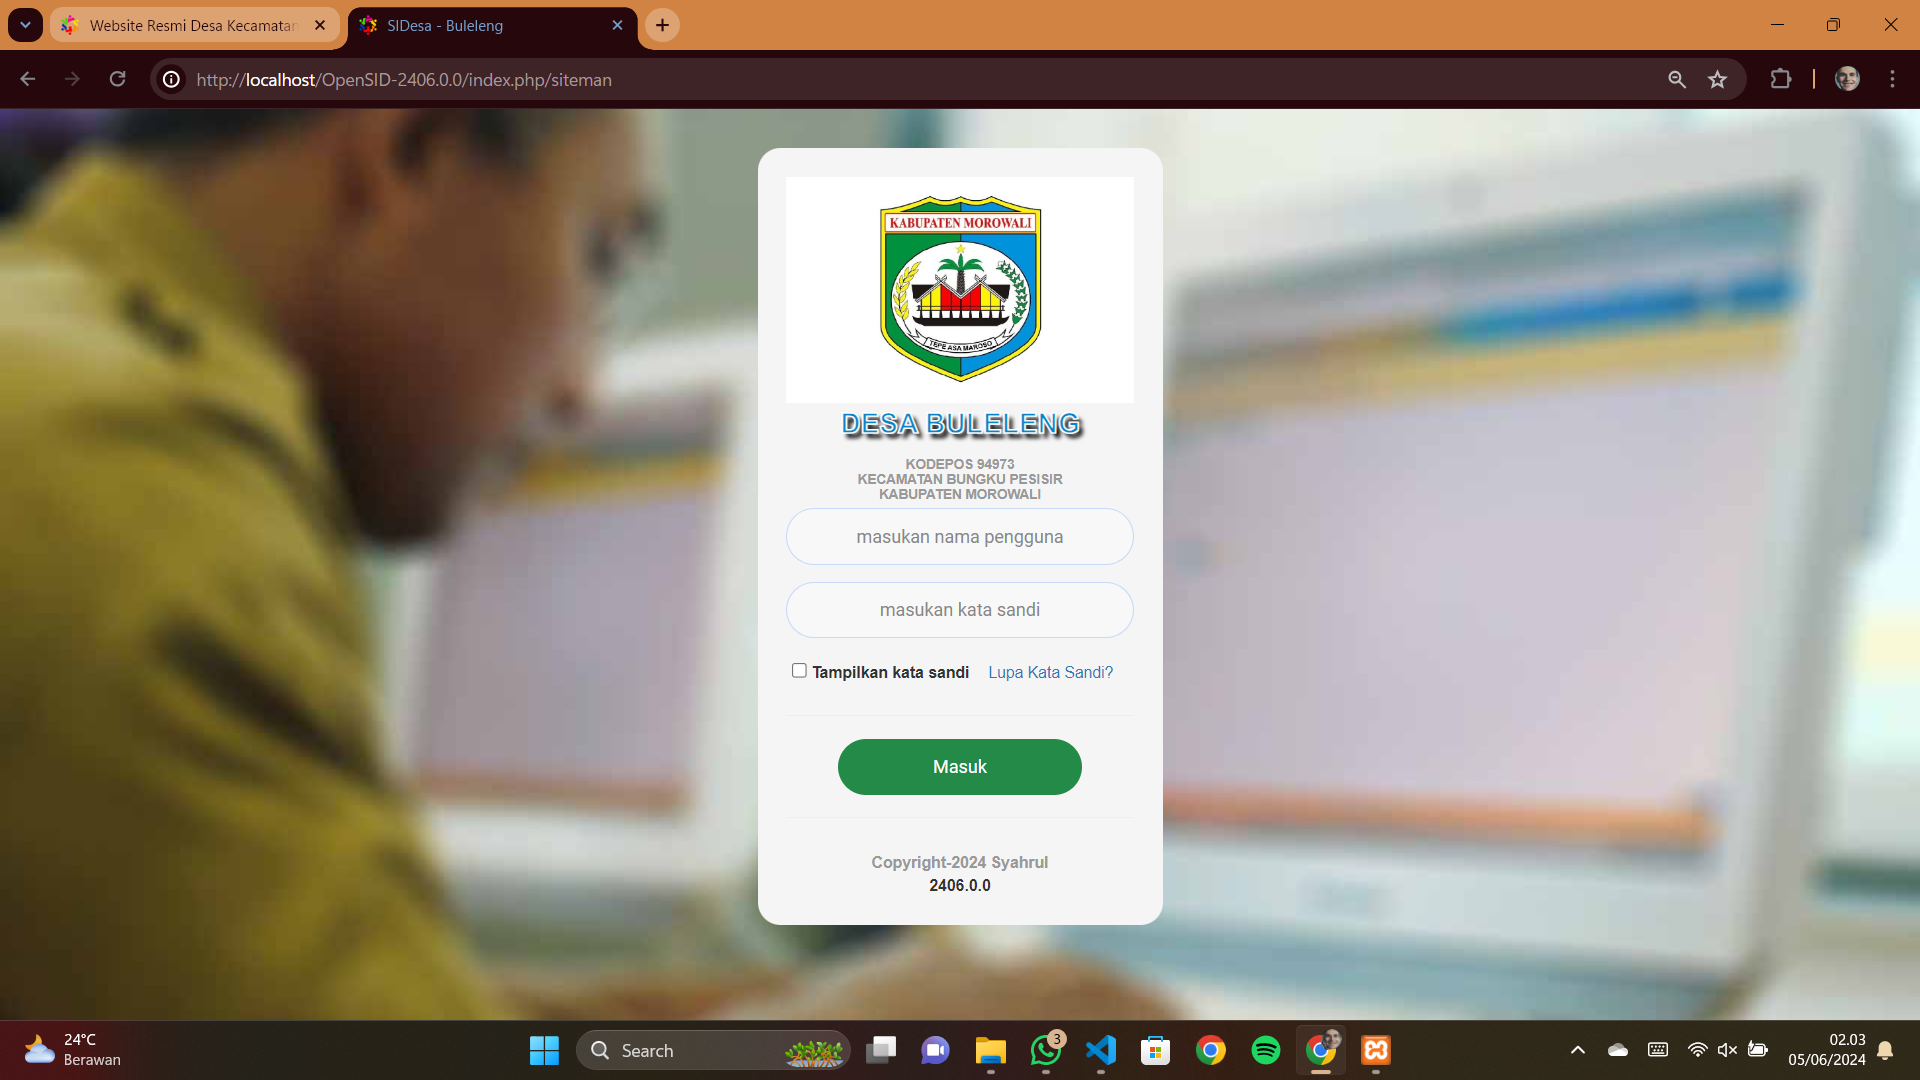 Website Resmi Desa Kecamatan
SIDesa - Buleleng
http://localhost/OpenSID-2406.0.0/index.php/siteman
KABUPATEN MOROWALI
TEPE ASA MAROSO
DESA BULELENG
KODEPOS 94973
KECAMATAN BUNGKU PESISIR
KABUPATEN MOROWALI
masukan nama pengguna
masukan kata sandi
Tampilkan kata sandi Lupa Kata Sandi?
Masuk
Copyright-2024 Syahrul
2406.0.0
24°C
Berawan
Search
3
02.03
05/06/2024